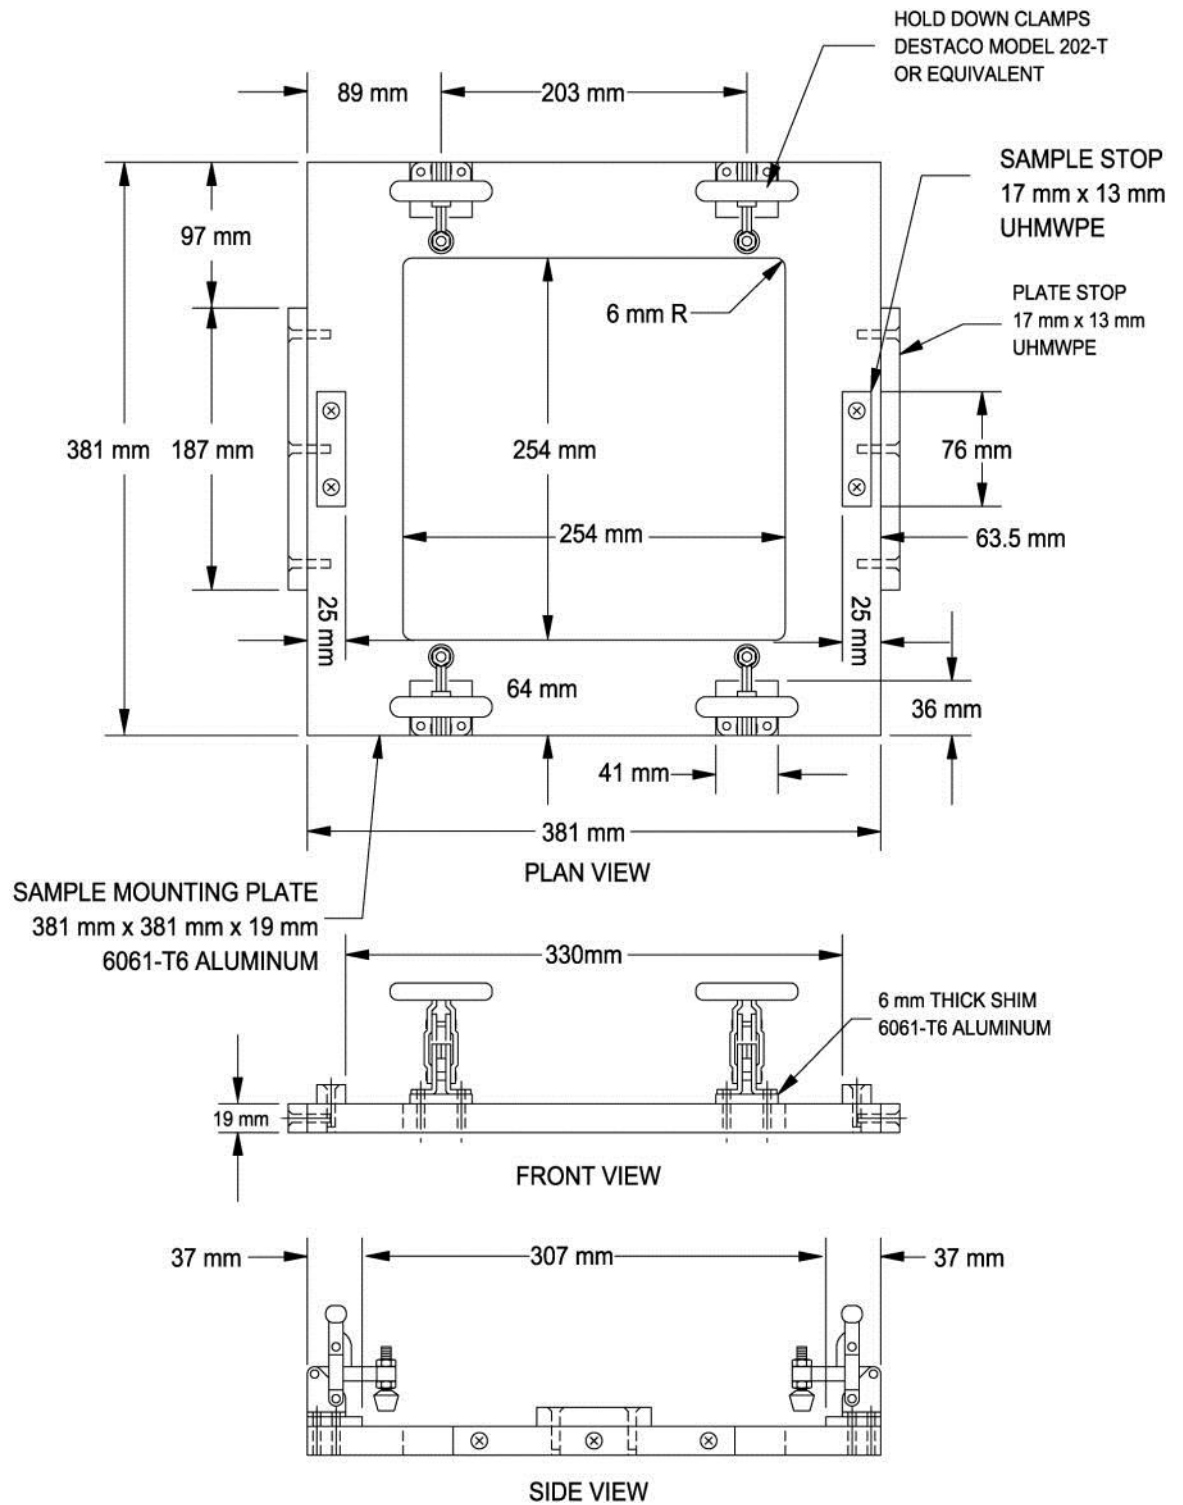 HOLD DOWN CLAMPS
DESTACO MODEL 202-T
OR EQUIVALENT
89 mm
203 mm
SAMPLE STOP
17 mm x 13 mm
UHMWPE
97 mm
PLATE STOP
17 mm x 13 mm
UHMWPE
6 mm R
381 mm
187 mm
254 mm
76 mm
254 mm
63.5 mm
25 mm
25 mm
64 mm
36 mm
41 mm
381 mm
PLAN VIEW
SAMPLE MOUNTING PLATE
381 mm x 381 mm x 19 mm
6061-T6 ALUMINUM
330mm
6 mm THICK SHIM
6061-T6 ALUMINUM
19 mm
FRONT VIEW
37 mm
307 mm
37 mm
SIDE VIEW